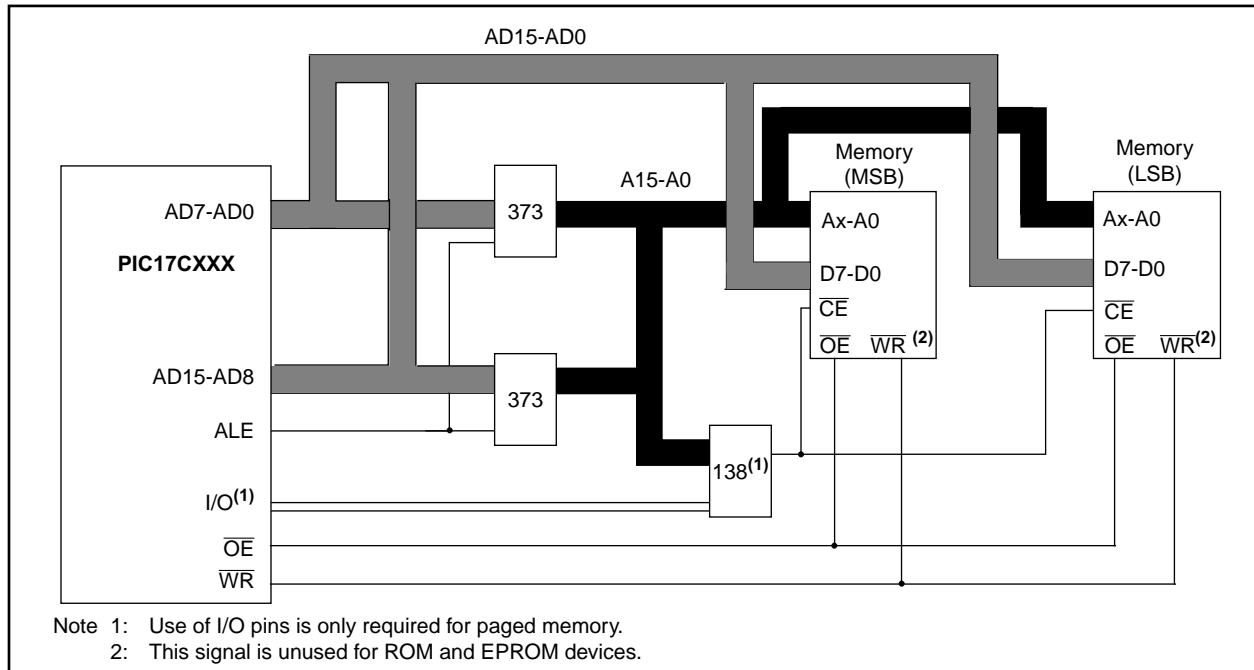 AD15-AD0
Memory
(MSB)
Memory
(LSB)
A15-A0
AD7-AD0
373
Ax-A0
Ax-A0
PIC17CXXX
D7-D0
D7-D0
CE
CE
OE WR(2)
OE WR(2)
AD15-AD8
373
ALE
138(1)
I/O(1)
OE
WR
Note 1: Use of I/O pins is only required for paged memory.
2: This signal is unused for ROM and EPROM devices.